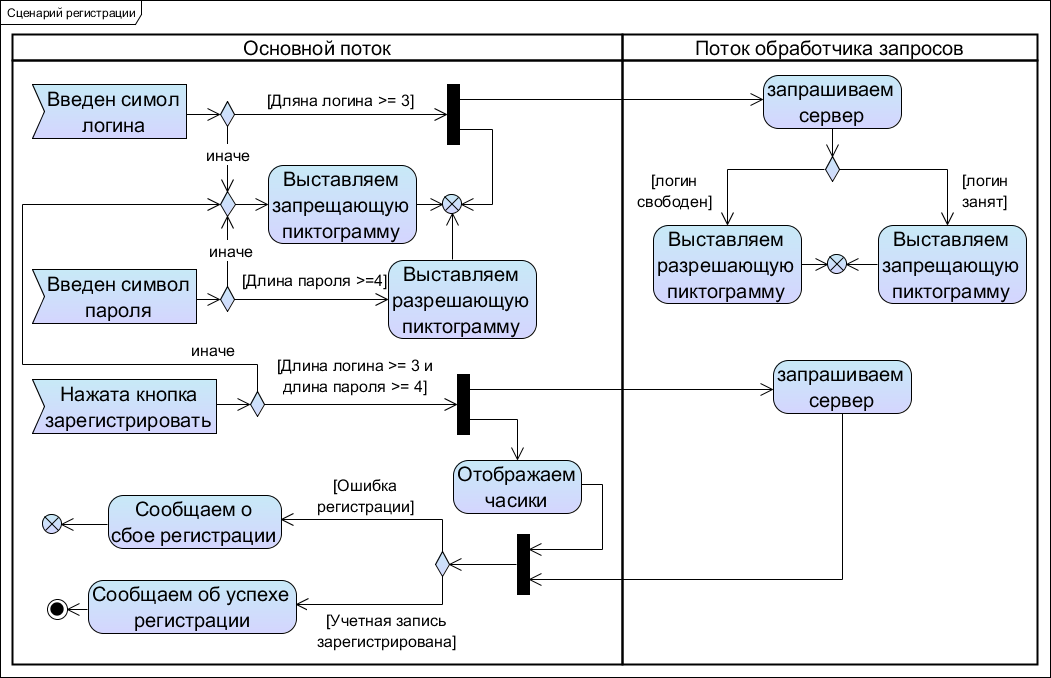 Сценарий регистрации
Основной поток
Поток обработчика запросов
Введен симол
логина
[Дляна логина >= 3]
запрашиваем
сервер
иначе
[логин
свободен]
[логин
занят]
Выставляем
запрещающую
пиктограмму
Выставляем
разрешающую
пиктограмму
Выставляем
запрещающую
пиктограмму
иначе
Введен символ
пароля
[Длина пароля >=4]
Выставляем
разрешающую
пиктограмму
иначе
[Длина логина >= 3 и
длина пароля >= 4]
Нажата кнопка
зарегистрировать
запрашиваем
сервер
Отображаем
часики
[Ошибка
регистрации]
Сообщаем о
сбое регистрации
Сообщаем об успехе
регистрации
[Учетная запись
зарегистрирована]